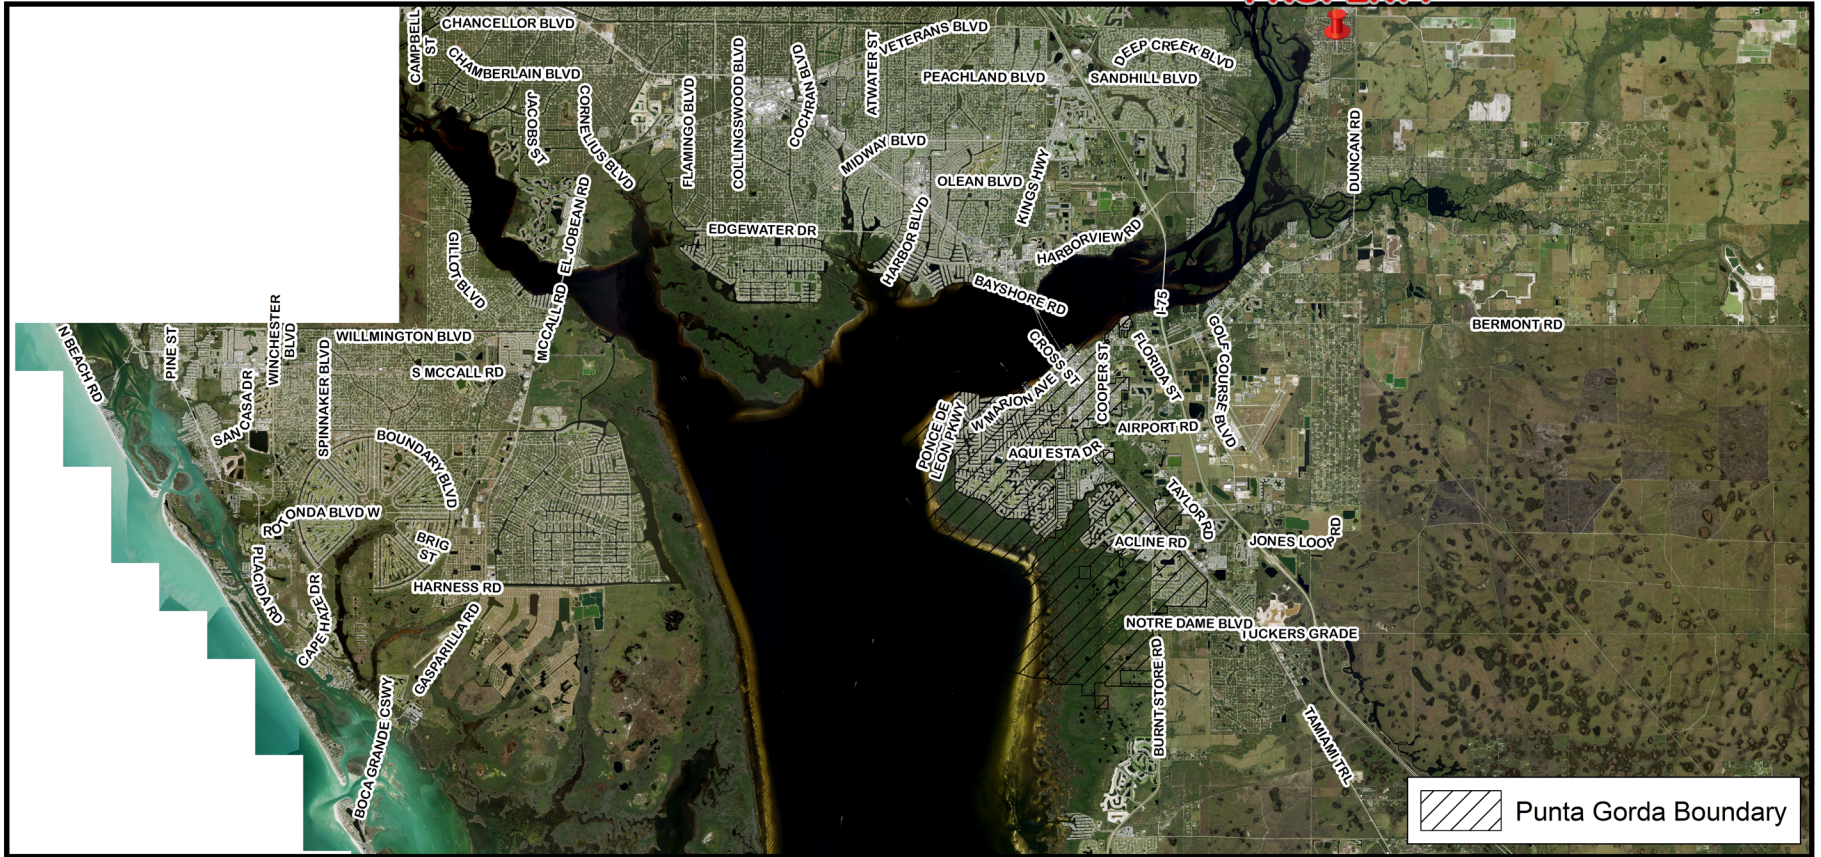 PROPERTY
CHANCELLOR BLVD
CAMPBELL
ST
CHAMBERLAIN BLVD
JACOBS ST
CORNELIUS BLVD
FLAMINGO BLVD
COLLINGSWOOD BLVD
COCHRAN BLVD
ATWATER ST
VETERANS BLVD
PEACHLAND BLVD
DEEP CREEK BLVD
SANDHILL BLVD
MIDWAY BLVD
OLEAN BLVD
KINGS HWY
DUNCAN RD
GILLOT BLVD
EL JOBEAN RD
EDGEWATER DR
HARBOR BLVD
HARBORVIEW RD
BAYSHORE RD
I-75
MCCALL RD
N BEACH RD
PINE ST
WINCHESTER
BLVD
WILLMINGTON BLVD
SPINNAKER BLVD
S MCCALL RD
SAN CASA DR
CROSS ST
COOPER ST
FLORIDA ST
GOLF COURSE BLVD
BERMONT RD
W MARION AVE
PONCE DE
LEON PKWY
AIRPORT RD
AQUI ESTA DR
BOUNDARY BLVD
ROTONDA BLVD W
BRIG
ST
TAYLOR RD
ACLINE RD
JONES LOOP RD
PLACIDA RD
CAPE HAZE DR
HARNESS RD
GASPARILLA RD
NOTRE DAME BLVD
TUCKERS GRADE
BURNT STORE RD
BOCA GRANDE CSWY
TAMIAMI TRL
Punta Gorda Boundary